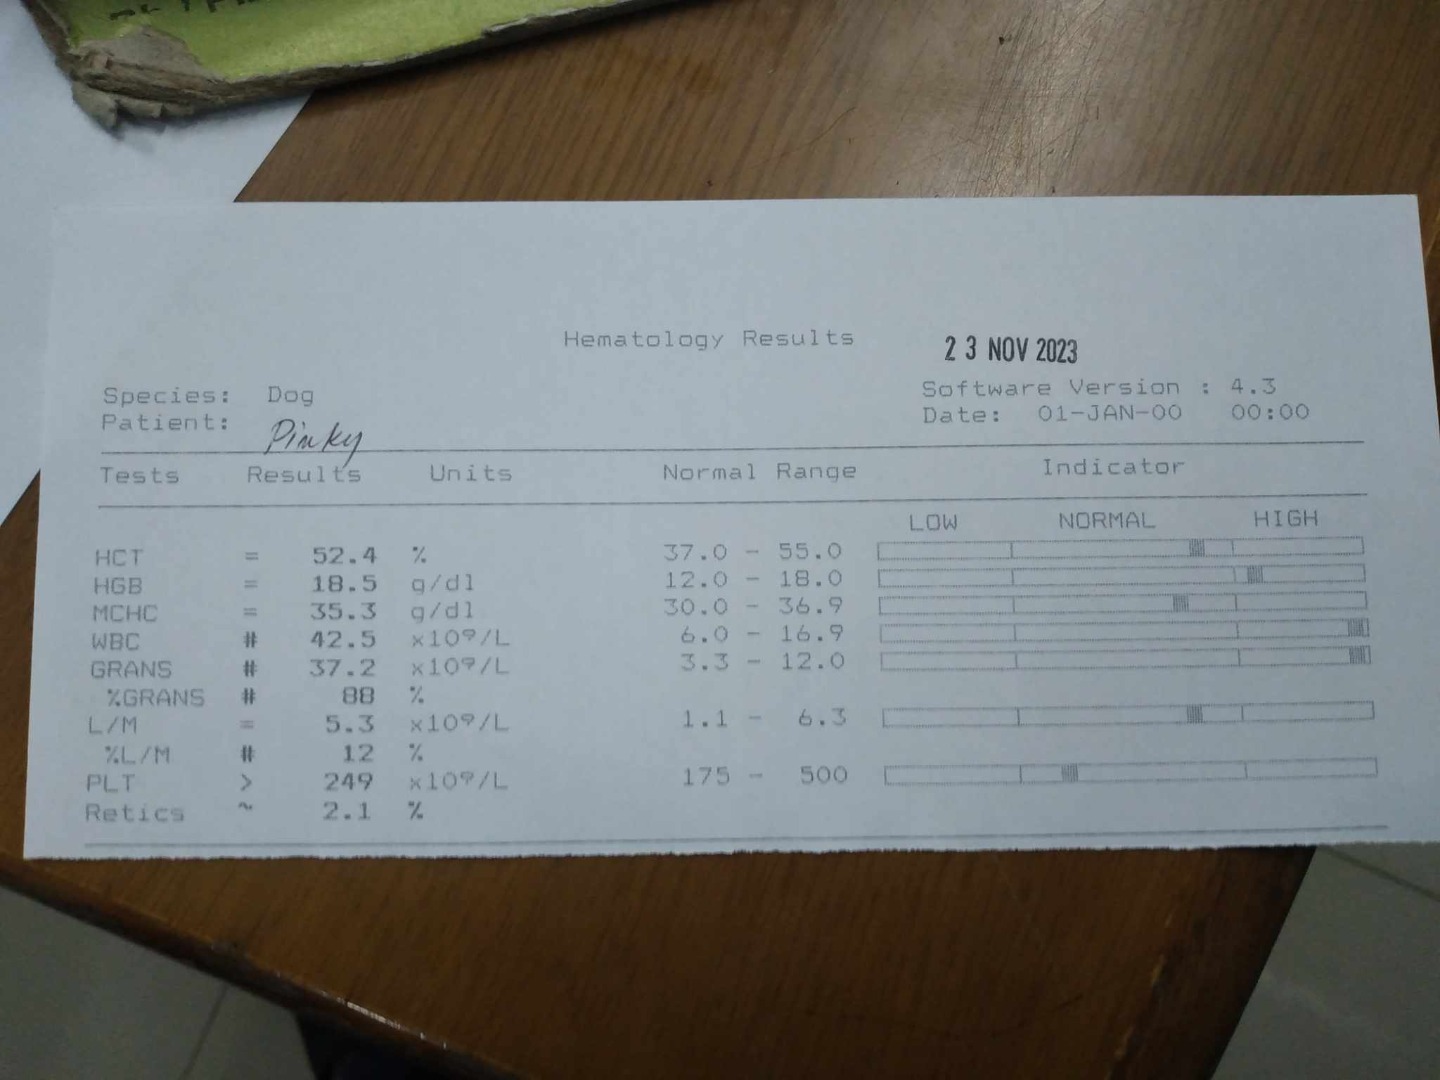 Hematology Results
23 NOV 2023
Species: Dog
Software Version : 4.3
Patient: Pinky
Date: 01-JAN-00 00:00
Tests Results Units Normal Range Indicator
LOW NORMAL HIGH
HCT = 52.4 % 37.0 - 55.0
HGB = 18.5 g/dl 12.0 - 18.0
MCHC = 35.3 g/dl 30.0 - 36.9
WBC # 42.5 x10⁹/L 6.0 - 16.9
GRANS # 37.2 x10⁹/L 3.3 - 12.0
%GRANS # 88 %
L/M = 5.3 x10⁹/L 1.1 - 6.3
%L/M # 12 %
PLT > 249 x10⁹/L 175 - 500
Retics ~ 2.1 %